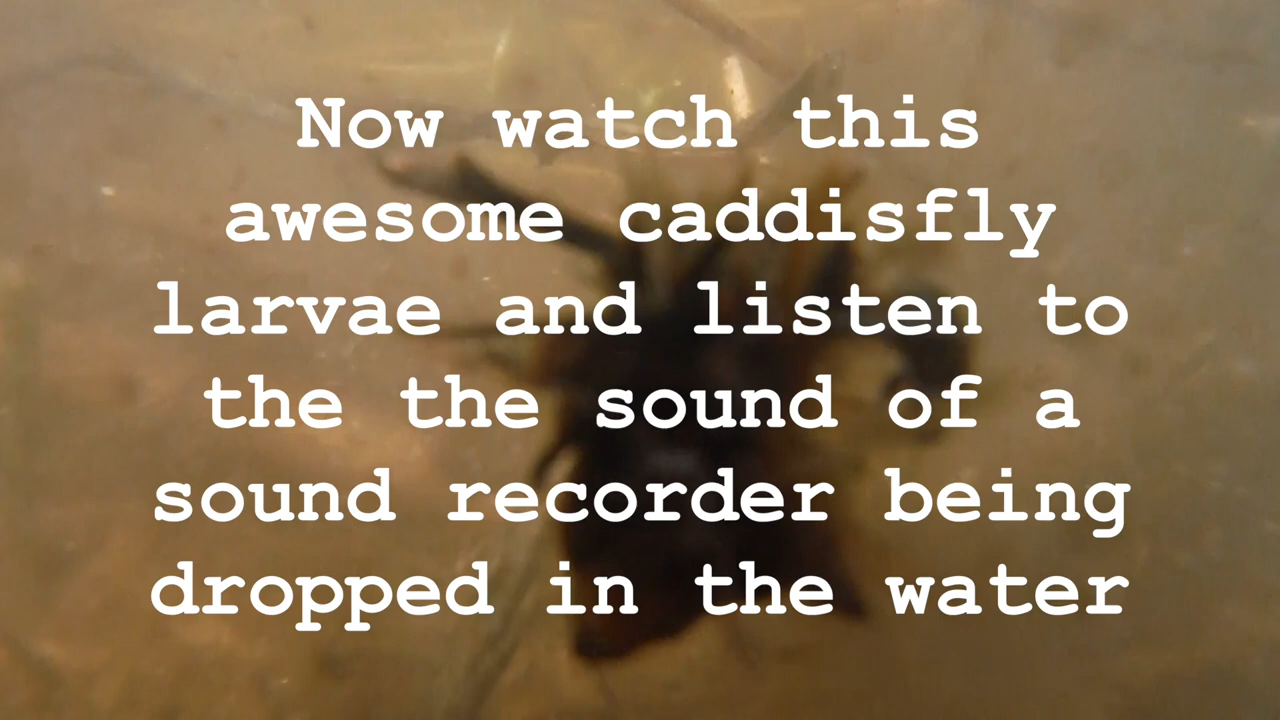 Now watch this
awesome caddisfly
larvae and listen to
the the sound of a
sound recorder being
dropped in the water